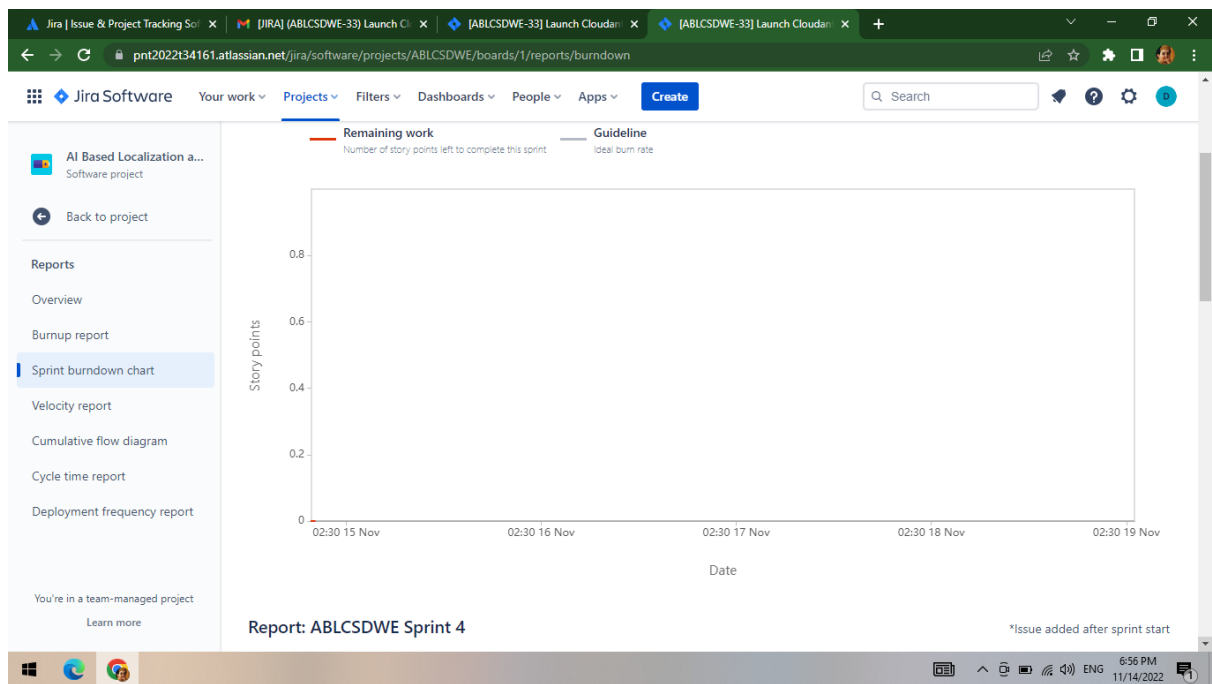 Jira | Issue & Project Tracking Sof
[JIRA] (ABLCSDWE-33) Launch Cl
[ABLCSDWE-33] Launch Cloudan
[ABLCSDWE-33] Launch Cloudan
pnt2022t34161.atlassian.net/jira/software/projects/ABLCSDWE/boards/1/reports/burndown
Jira Software
Your work
Projects
Filters
Dashboards
People
Apps
Create
Search
D
AI Based Localization a...
Software project
Back to project
Reports
Overview
Burnup report
Sprint burndown chart
Velocity report
Cumulative flow diagram
Cycle time report
Deployment frequency report
You're in a team-managed project
Learn more
Remaining work
Number of story points left to complete this sprint
Guideline
Ideal burn rate
Story points
0.8
0.6
0.4
0.2
0
02:30 15 Nov
02:30 16 Nov
02:30 17 Nov
02:30 18 Nov
02:30 19 Nov
Date
Report: ABLCSDWE Sprint 4
*Issue added after sprint start
ENG
6:56 PM
11/14/2022
1